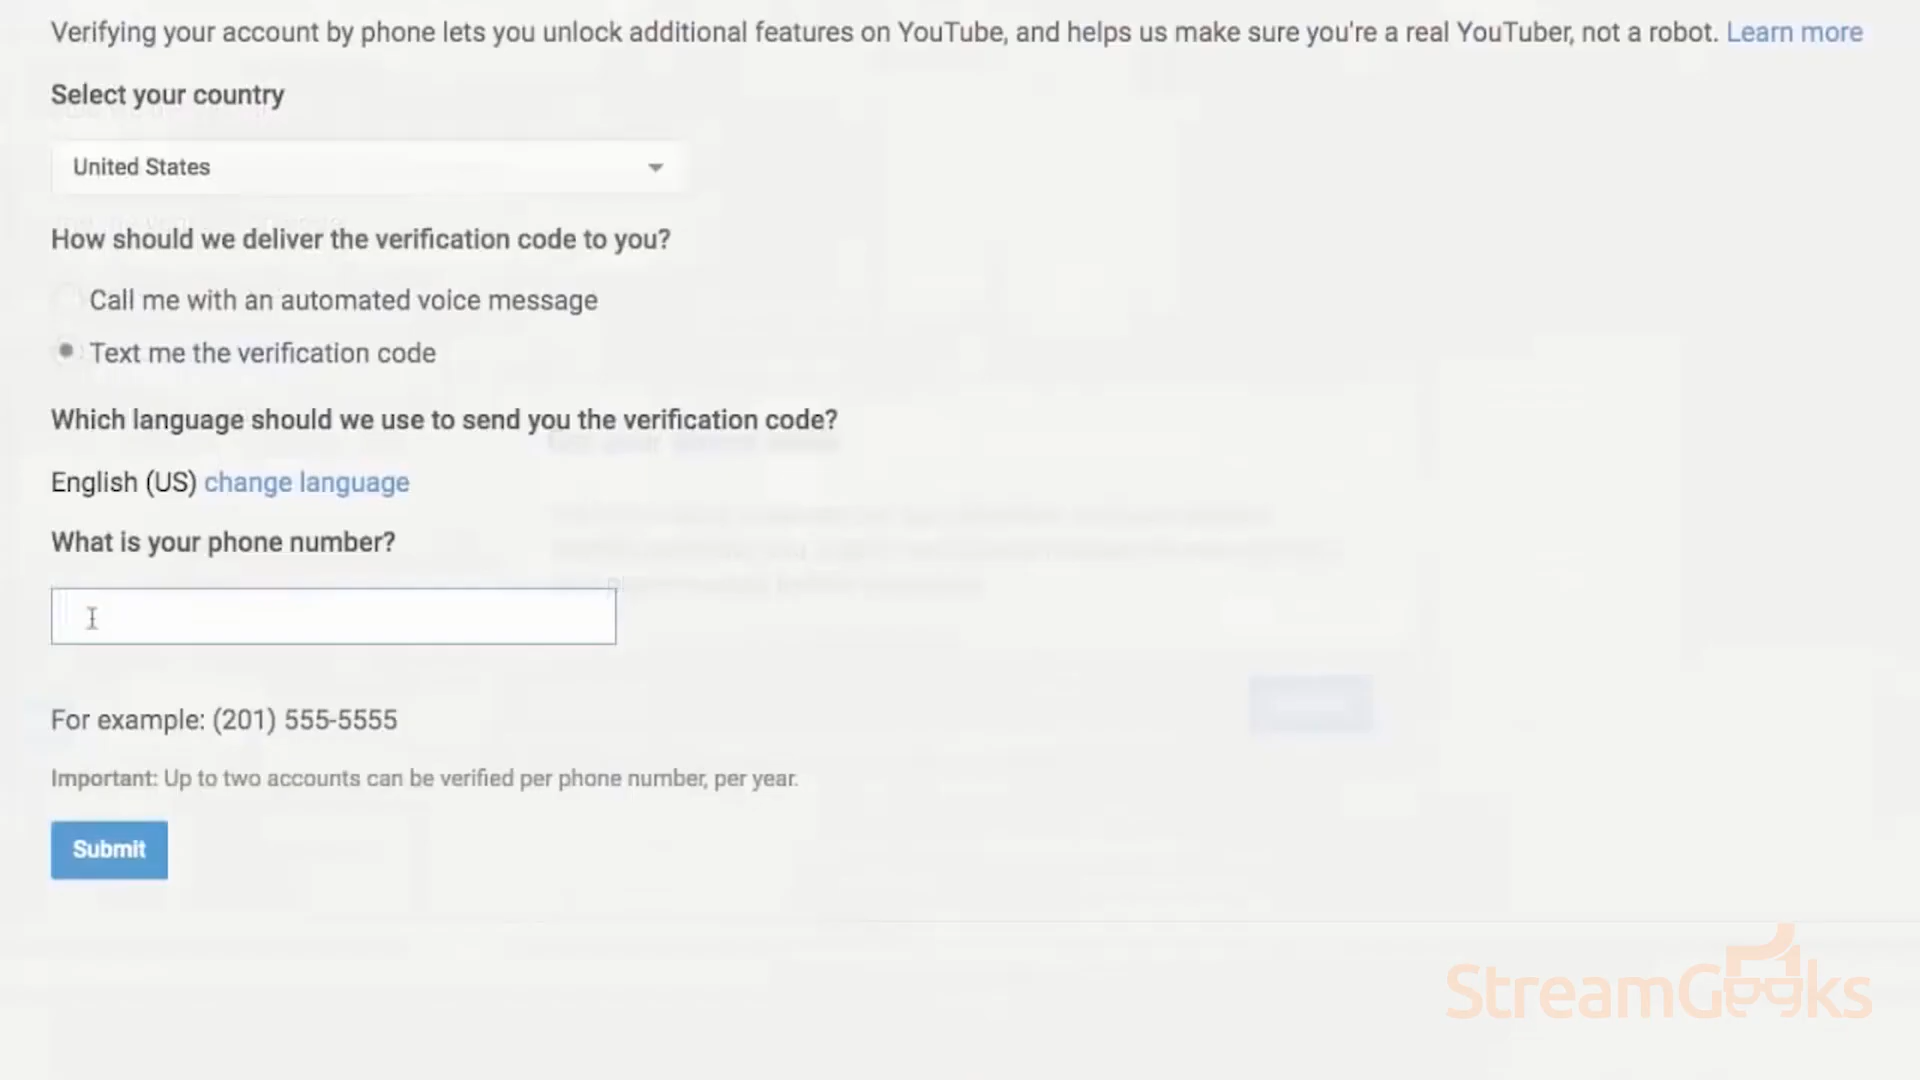 Verifying your account by phone lets you unlock additional features on YouTube, and helps us make sure you're a real YouTuber, not a robot. Learn more
Select your country
United States
How should we deliver the verification code to you?
Call me with an automated voice message
Text me the verification code
Which language should we use to send you the verification code?
English (US) change language
What is your phone number?
For example: (201) 555-5555
Important: Up to two accounts can be verified per phone number, per year.
Submit
StreamGeeks